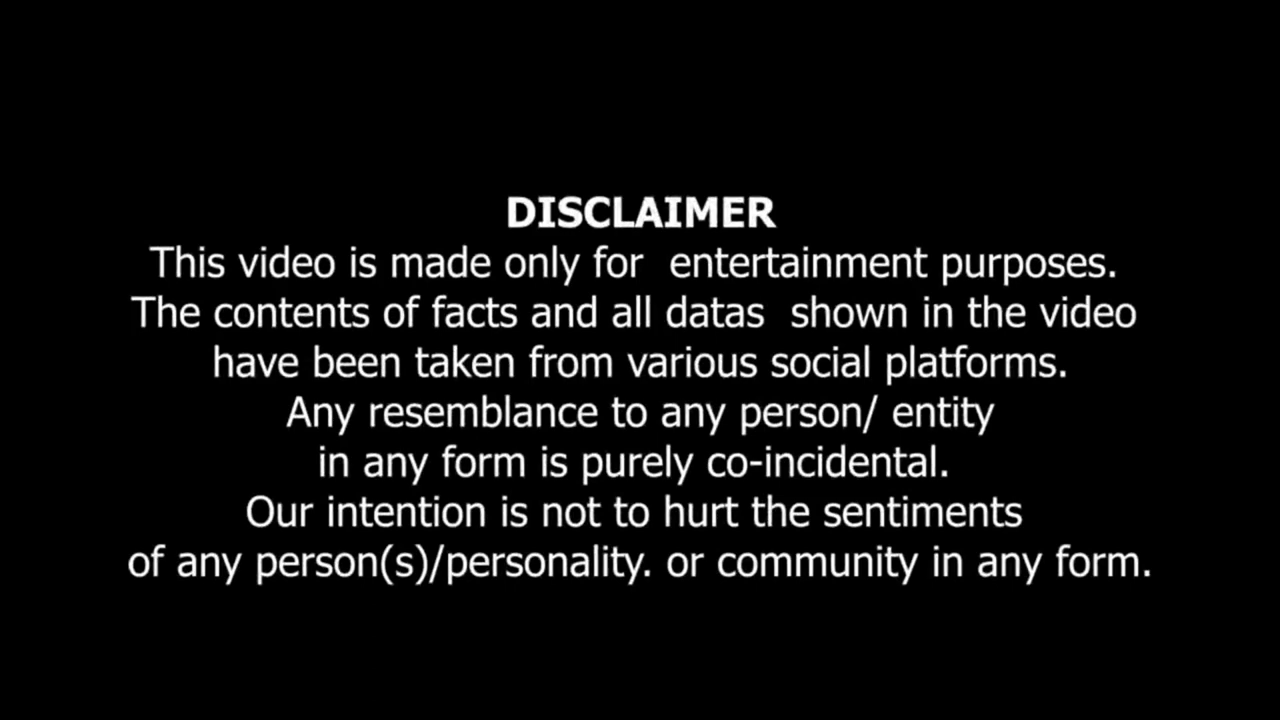 DISCLAIMER
This video is made only for  entertainment purposes.
The contents of facts and all datas  shown in the video
have been taken from various social platforms.
Any resemblance to any person/ entity
in any form is purely co-incidental.
Our intention is not to hurt the sentiments
of any person(s)/personality. or community in any form.